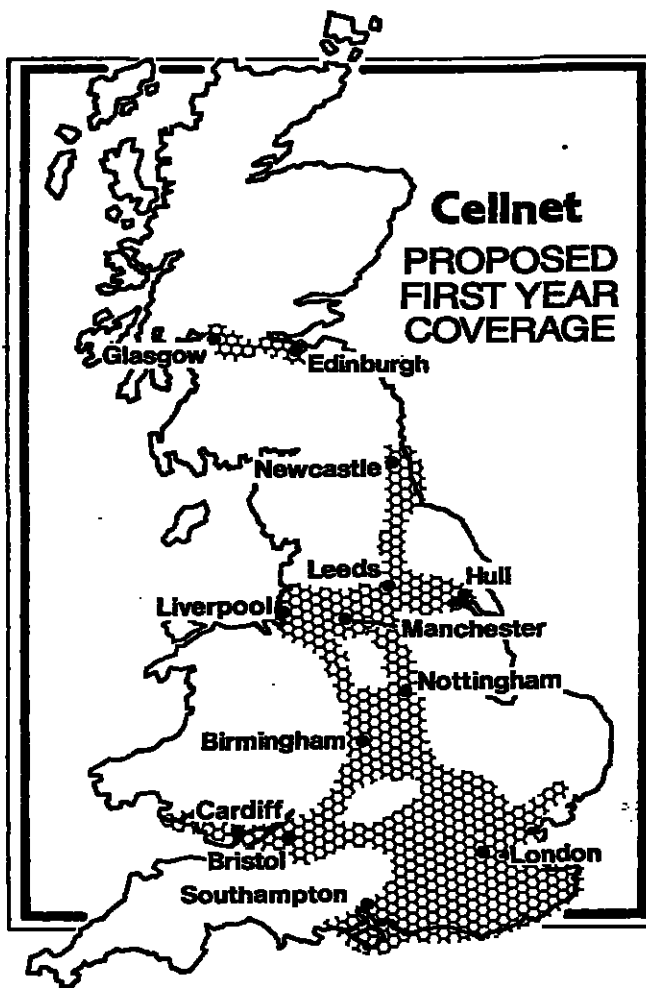 Cellnet
PROPOSED
FIRST YEAR
COVERAGE
Glasgow
Edinburgh
Newcastle
Leeds
Hull
Liverpool
Manchester
Nottingham
Birmingham
Cardiff
Bristol
London
Southampton